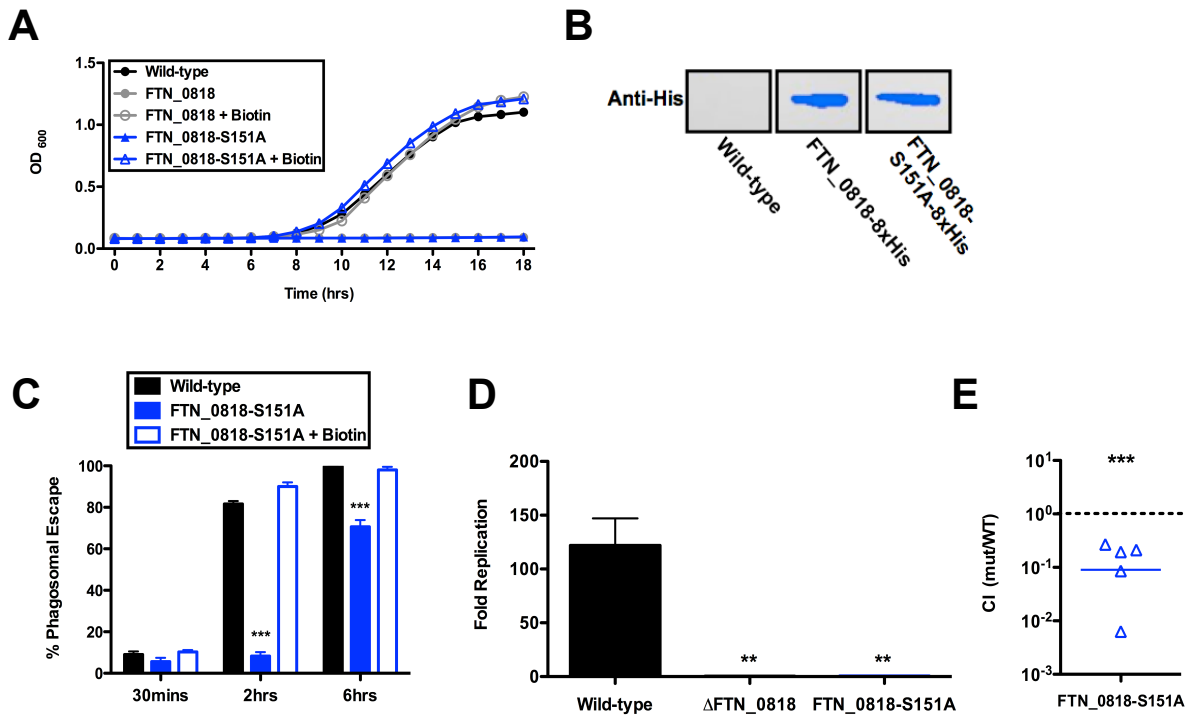 A
1.5
1.0
0.5
0.0
OD 600
Wild-type
FTN_0818
FTN_0818 + Biotin
FTN_0818-S151A
FTN_0818-S151A + Biotin
0 2 4 6 8 10 12 14 16 18
Time (hrs)
B
Anti-His
Wild-type
FTN_0818-8xHis
FTN_0818-
S151A-8xHis
C
Wild-type
FTN_0818-S151A
FTN_0818-S151A + Biotin
% Phagosomal Escape
100
80
60
40
20
0
***
***
30mins 2hrs 6hrs
D
Fold Replication
200
150
100
50
0
** **
Wild-type ΔFTN_0818 FTN_0818-S151A
E
CI (mut/WT)
10¹
10⁰
10⁻¹
10⁻²
10⁻³
***
FTN_0818-S151A